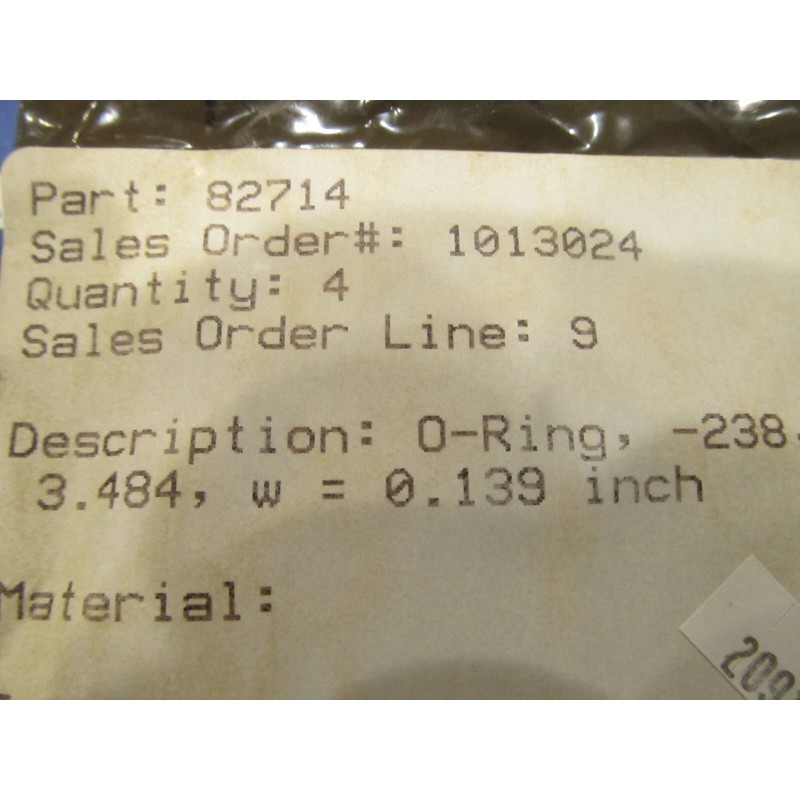 Part: 82714
Sales Order#: 1013024
Quantity: 4
Sales Order Line: 9
Description: O-Ring, -238,
3.484, w = 0.139 inch
Material:
209